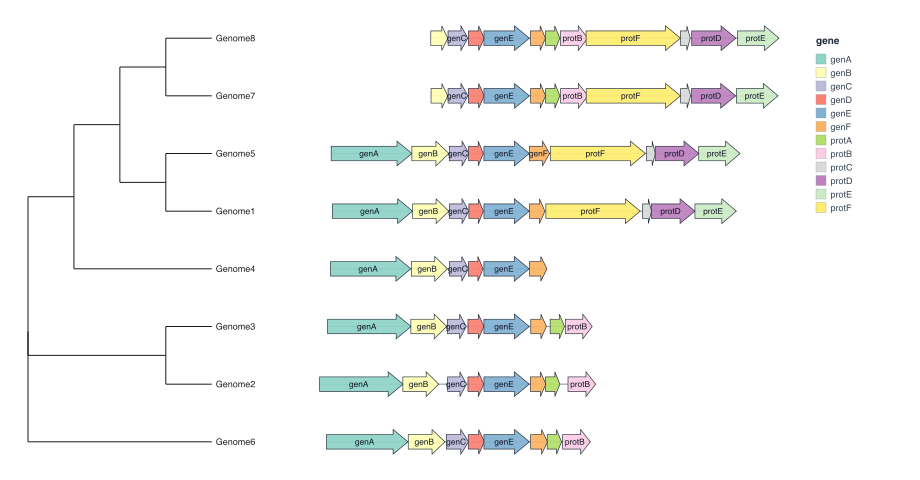 Genome8 genC genE protB protF protD protE
gene
genA
genB
genC
genD
genE
genF
protA
protB
protC
protD
protE
protF
Genome7 genC genE protB protF protD protE
Genome5 genA genB genC genE genF protF protD protE
Genome1 genA genB genC genE protF protD protE
Genome4 genA genB genC genE
Genome3 genA genB genC genE protB
Genome2 genA genB genC genE protB
Genome6 genA genB genC genE protB